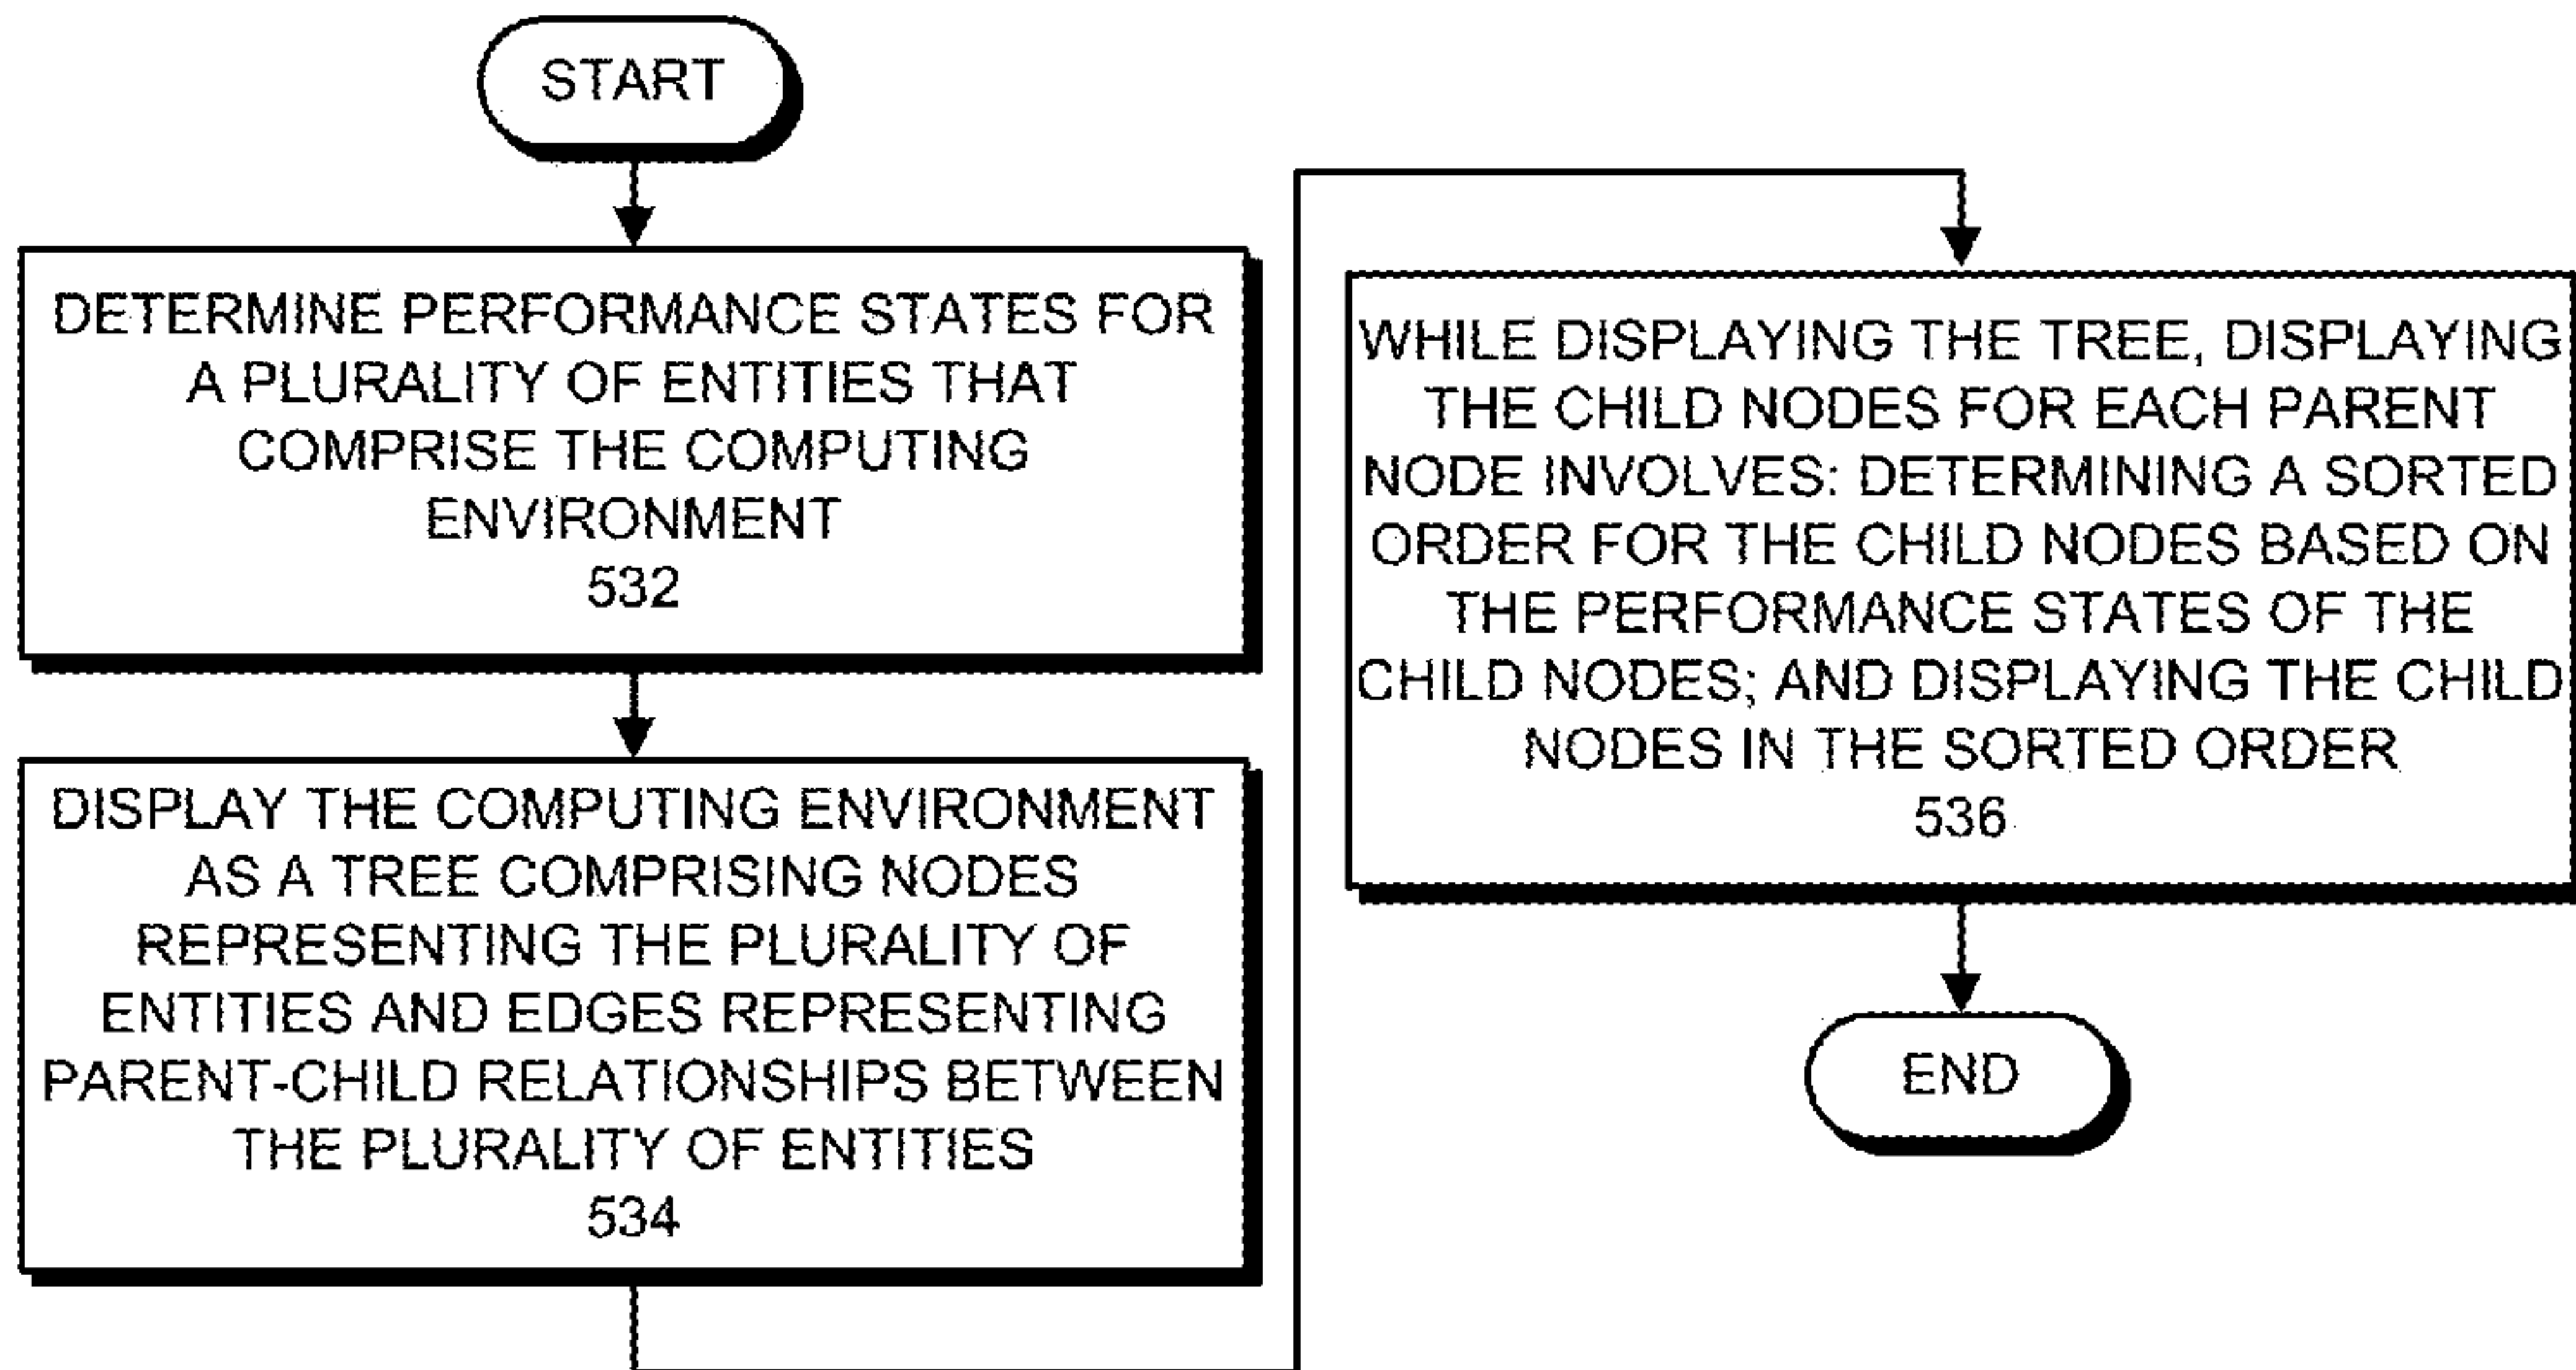 START
DETERMINE PERFORMANCE STATES FOR
A PLURALITY OF ENTITIES THAT
COMPRISE THE COMPUTING
ENVIRONMENT
532
DISPLAY THE COMPUTING ENVIRONMENT
AS A TREE COMPRISING NODES
REPRESENTING THE PLURALITY OF
ENTITIES AND EDGES REPRESENTING
PARENT-CHILD RELATIONSHIPS BETWEEN
THE PLURALITY OF ENTITIES
534
WHILE DISPLAYING THE TREE, DISPLAYING
THE CHILD NODES FOR EACH PARENT
NODE INVOLVES: DETERMINING A SORTED
ORDER FOR THE CHILD NODES BASED ON
THE PERFORMANCE STATES OF THE
CHILD NODES; AND DISPLAYING THE CHILD
NODES IN THE SORTED ORDER
536
END